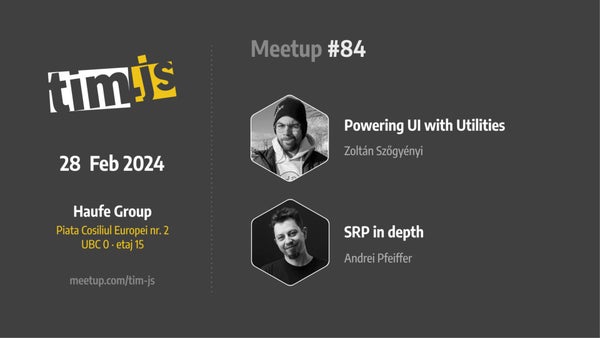 tim.js
28 Feb 2024
Haufe Group
Piata Cosiliul Europei nr. 2
UBC 0 · etaj 15
meetup.com/tim-js
Meetup #84
Powering UI with Utilities
Zoltán Szőgyényi
SRP in depth
Andrei Pfeiffer